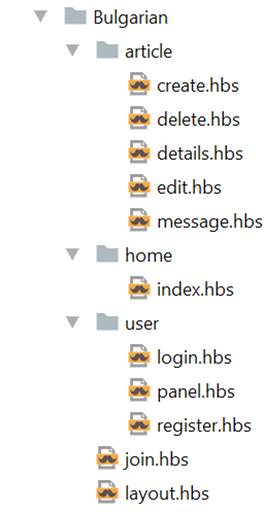 Bulgarian
article
create.hbs
delete.hbs
details.hbs
edit.hbs
message.hbs
home
index.hbs
user
login.hbs
panel.hbs
register.hbs
join.hbs
layout.hbs